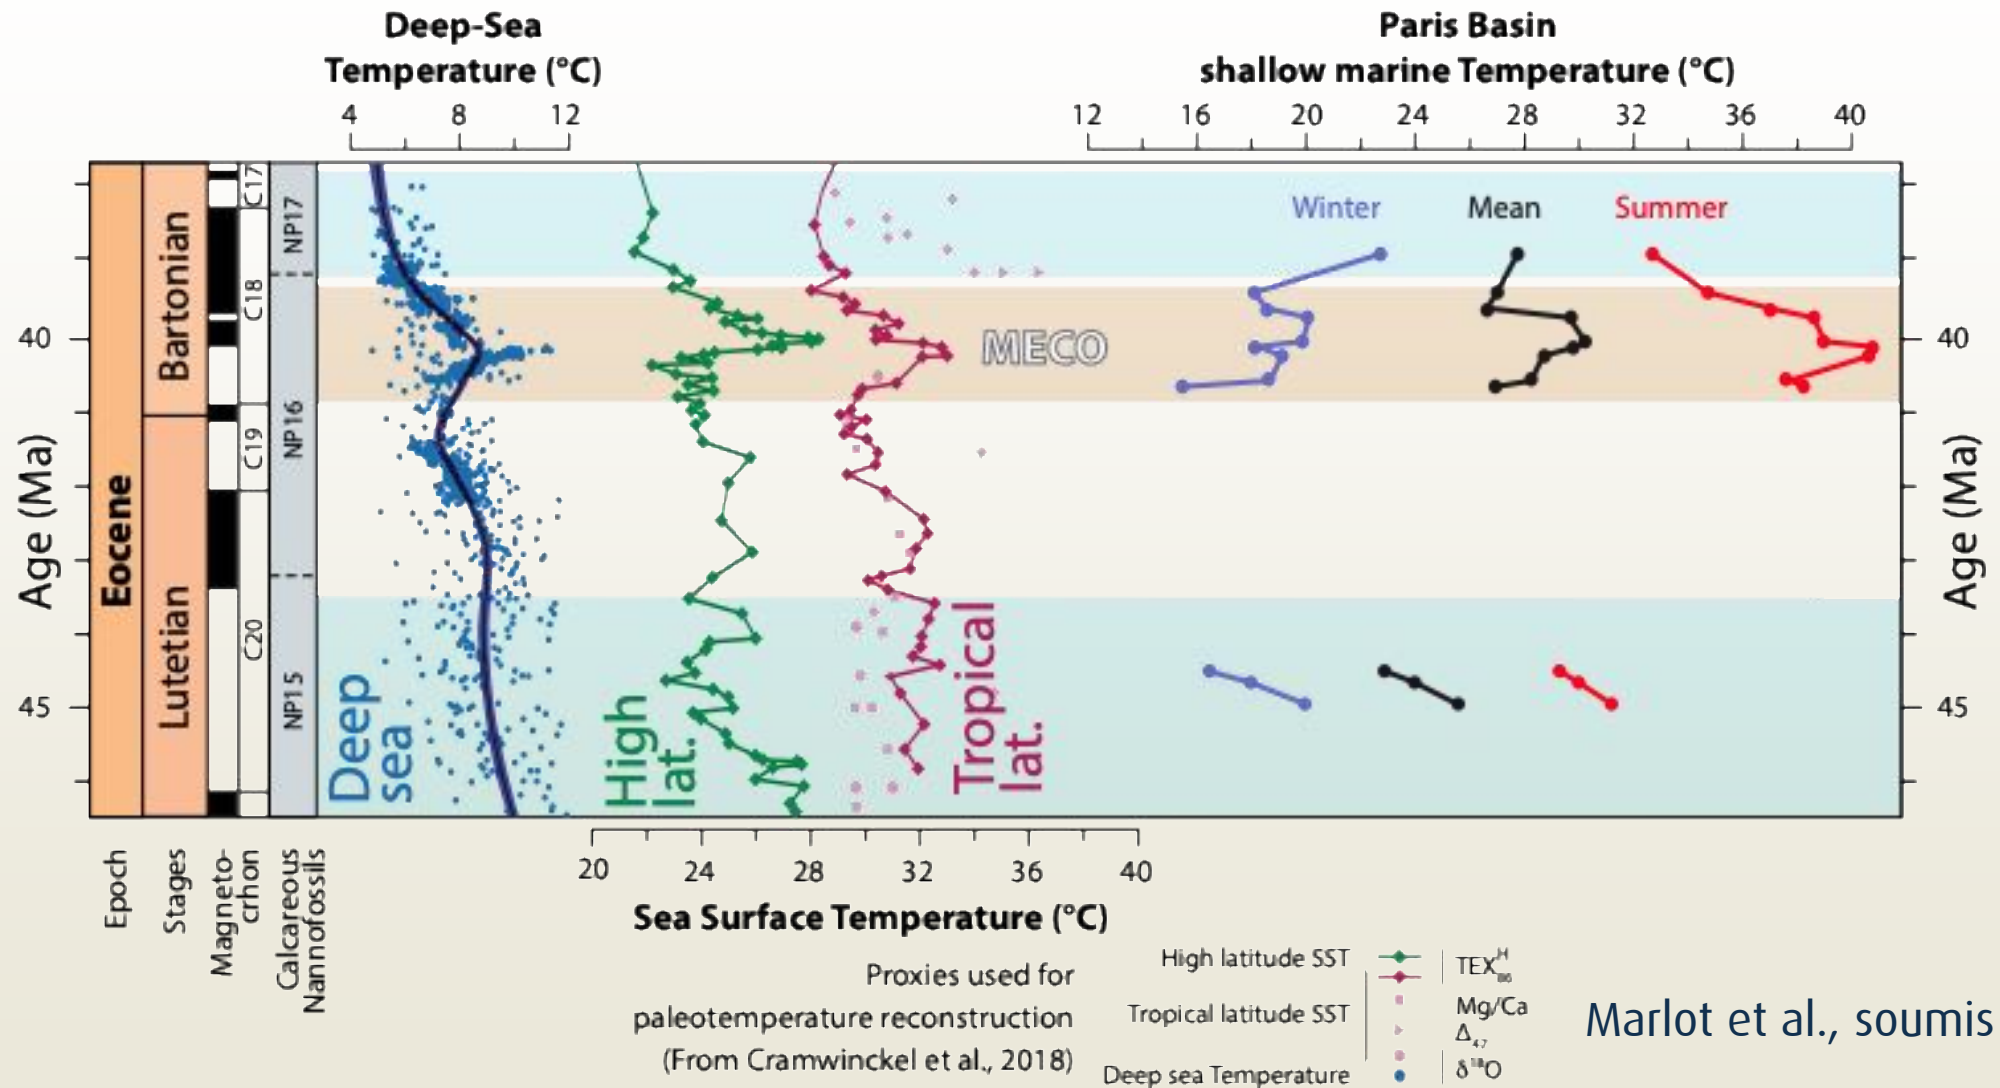 Deep-Sea
Temperature (°C)
4 8 12
Paris Basin
shallow marine Temperature (°C)
12 16 20 24 28 32 36 40
Age (Ma)
40
45
Eocene
Bartonian
Lutetian
C17
C18
C19
C20
NP17
NP16
NP15
Winter Mean Summer
MECO
Deep
sea
High
lat.
Tropical
lat.
40
45
Age (Ma)
Epoch
Stages
Magneto-
crhon
Calcareous
Nannofossils
20 24 28 32 36 40
Sea Surface Temperature (°C)
Proxies used for
paleotemperature reconstruction
(From Cramwinckel et al., 2018)
High latitude SST
Tropical latitude SST
Deep sea Temperature
TEX₈₆ᴴ
Mg/Ca
Δ₄₇
δ¹⁸O
Marlot et al., soumis